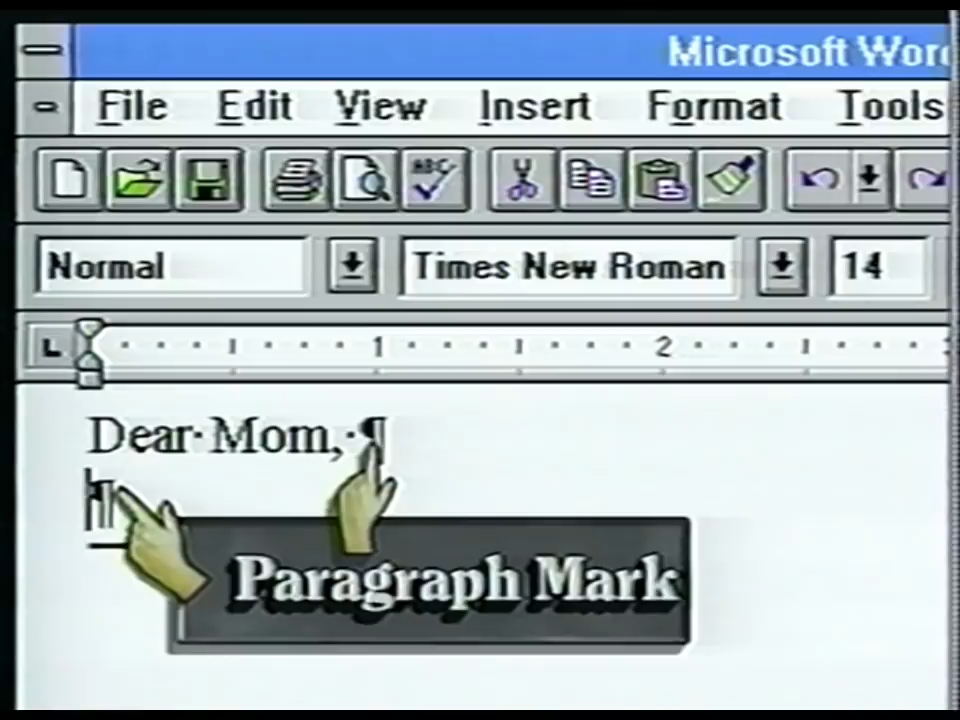 Microsoft Word
File Edit View Insert Format Tools
ABC
Normal Times New Roman 14
L 1 2
Dear·Mom,·¶
¶
Paragraph Mark